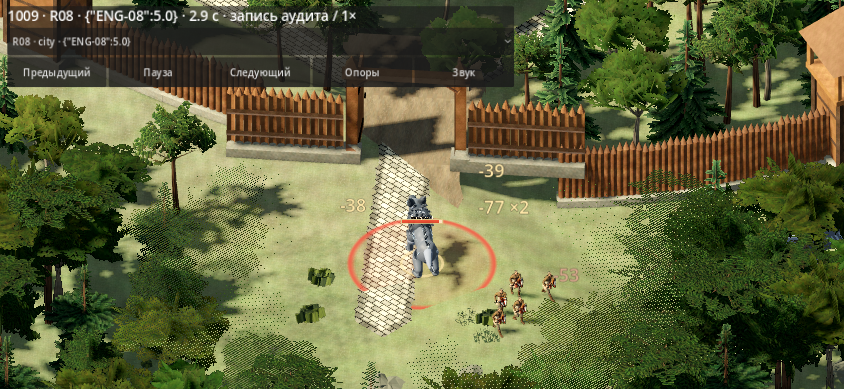 1009 · R08 · {"ENG-08":5.0} · 2.9 с · запись аудита / 1×
R08 · city · {"ENG-08":5.0}
Предыдущий Пауза Следующий Опоры Звук
-39
-38
-77 ×2
-53